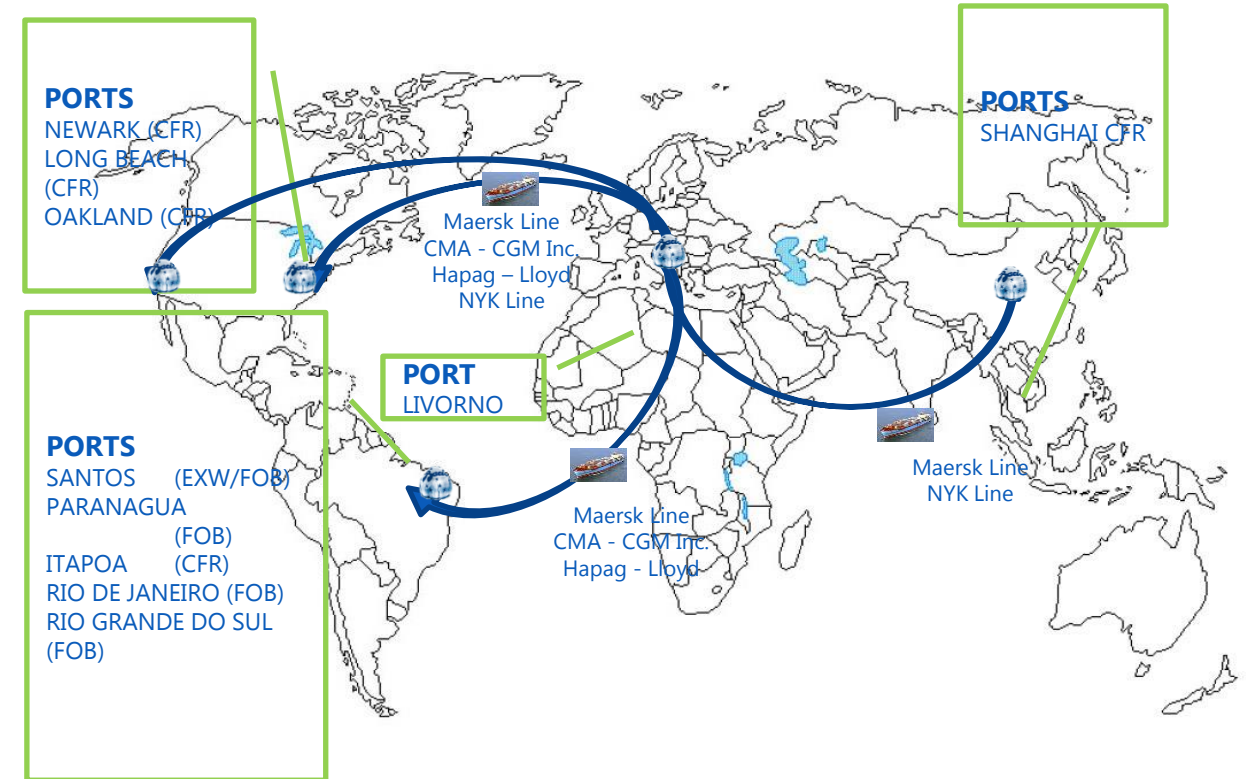 PORTS
NEWARK (CFR)
LONG BEACH
(CFR)
OAKLAND (CFR)
PORTS
SHANGHAI CFR
Maersk Line
CMA - CGM Inc.
Hapag – Lloyd
NYK Line
PORT
LIVORNO
PORTS
SANTOS (EXW/FOB)
PARANAGUA
(FOB)
ITAPOA (CFR)
RIO DE JANEIRO (FOB)
RIO GRANDE DO SUL
(FOB)
Maersk Line
CMA - CGM Inc.
Hapag - Lloyd
Maersk Line
NYK Line